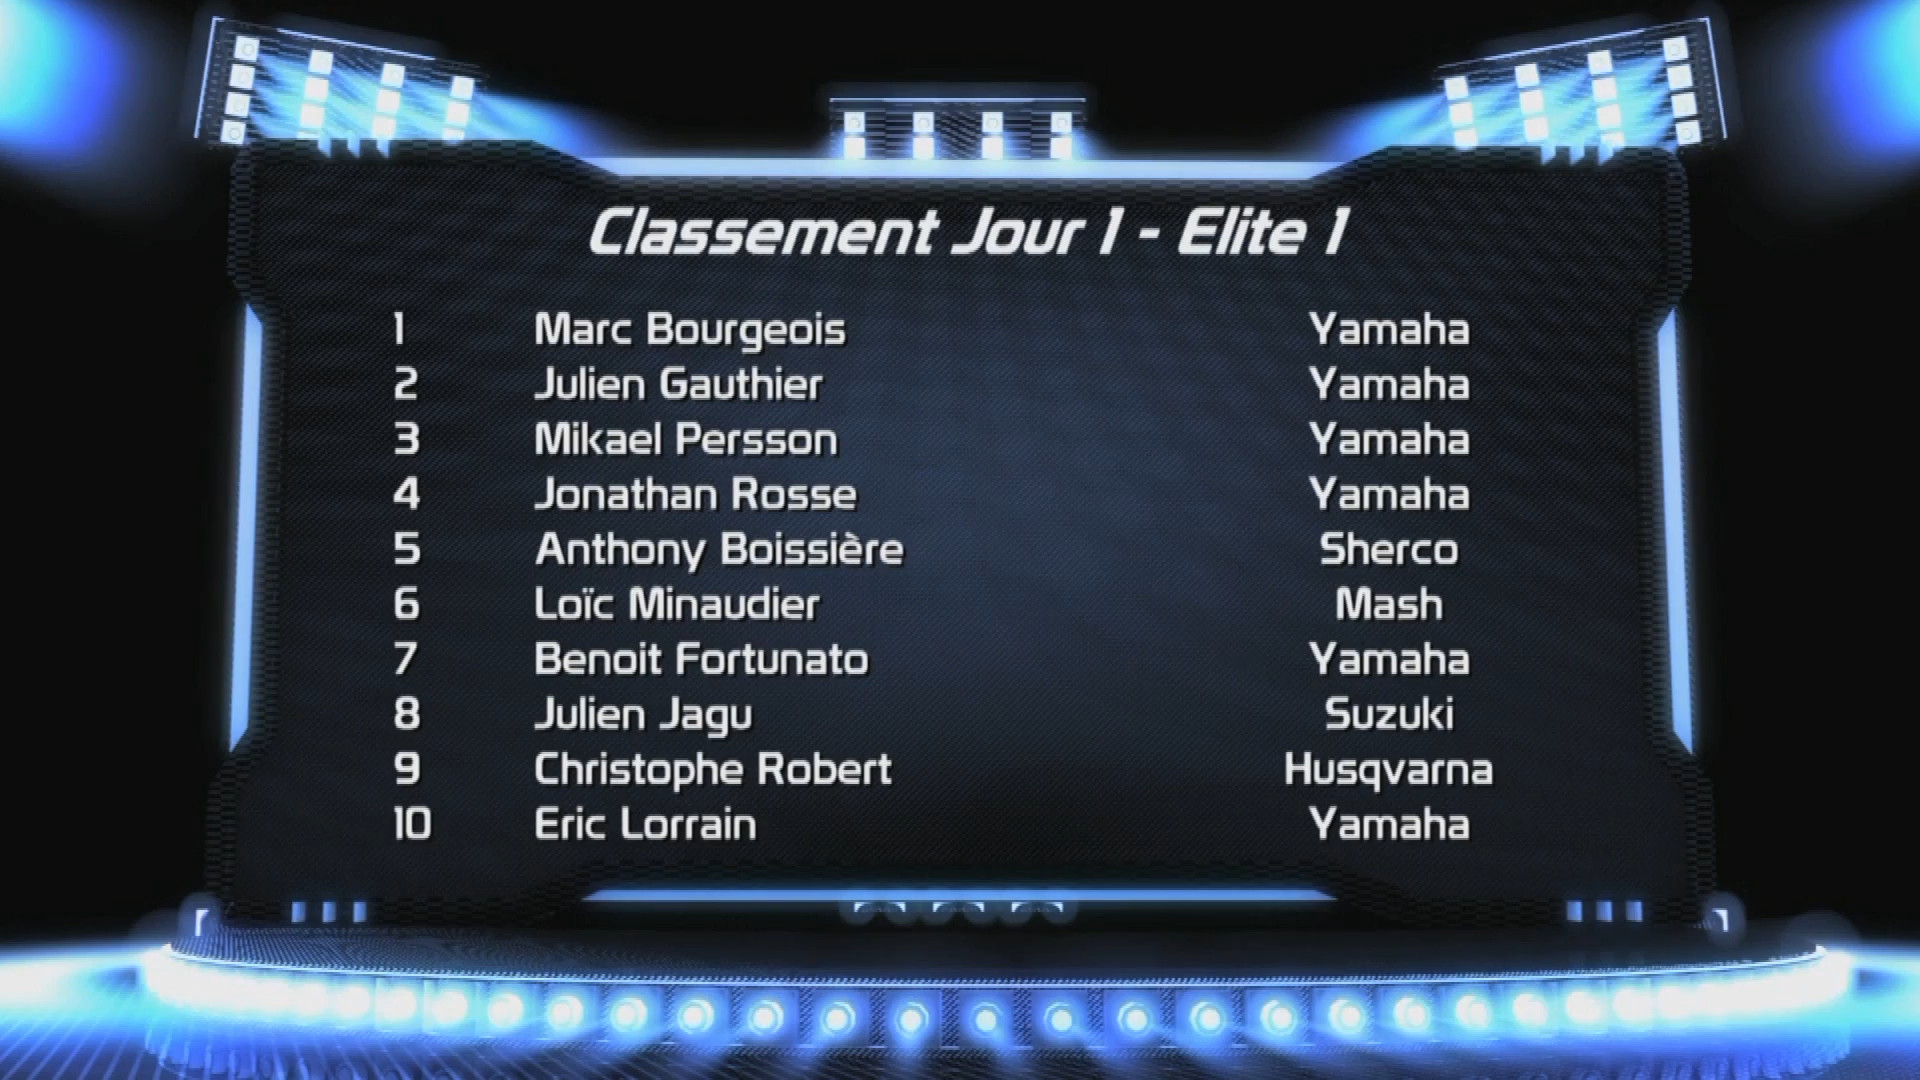 Classement Jour 1 - Elite 1
1 Marc Bourgeois Yamaha
2 Julien Gauthier Yamaha
3 Mikael Persson Yamaha
4 Jonathan Rosse Yamaha
5 Anthony Boissière Sherco
6 Loïc Minaudier Mash
7 Benoit Fortunato Yamaha
8 Julien Jagu Suzuki
9 Christophe Robert Husqvarna
10 Eric Lorrain Yamaha